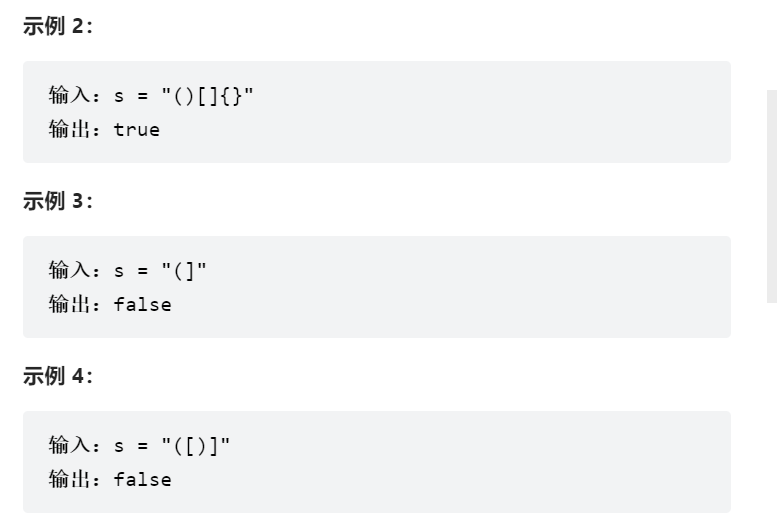 示例 2：
输入：s = "()[]{}"
输出：true
示例 3：
输入：s = "(]"
输出：false
示例 4：
输入：s = "([)]"
输出：false